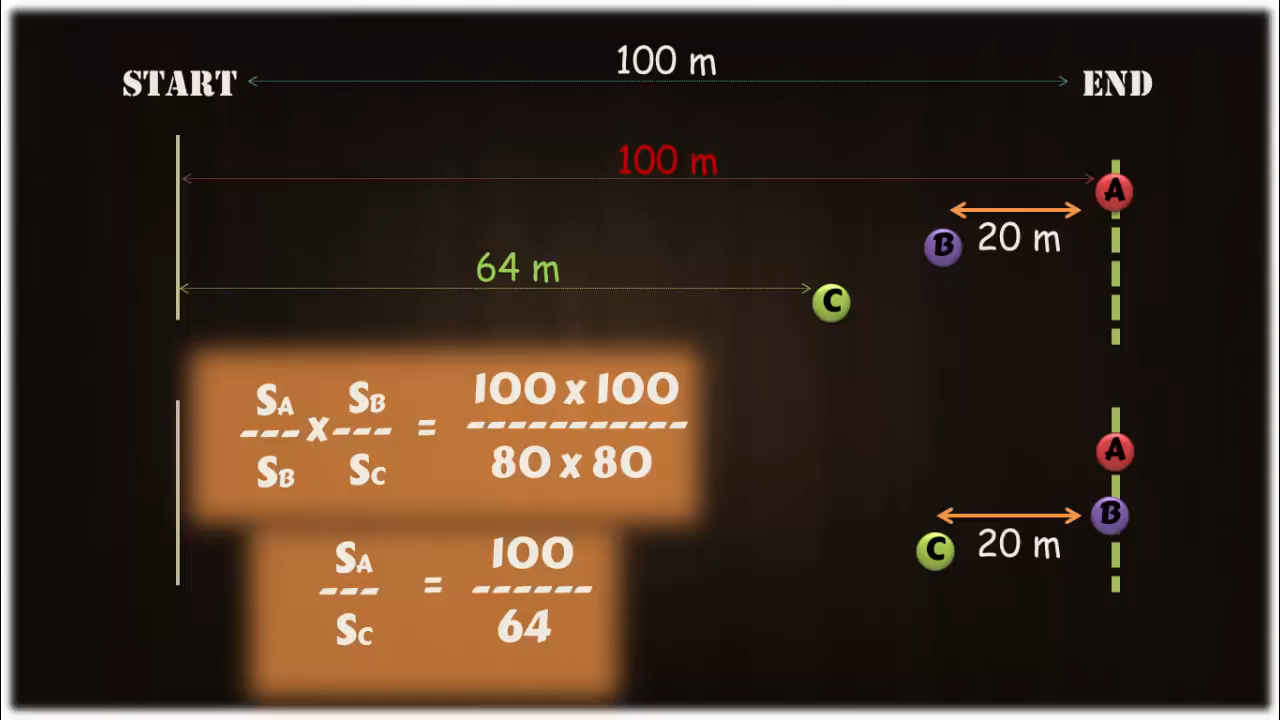 100 m
START
END
100 m
A
20 m
B
64 m
C
SA
---
SB
x
SB
---
SC
=
100 x 100
-----------
80 x 80
A
B
C
20 m
SA
---
SC
=
100
------
64